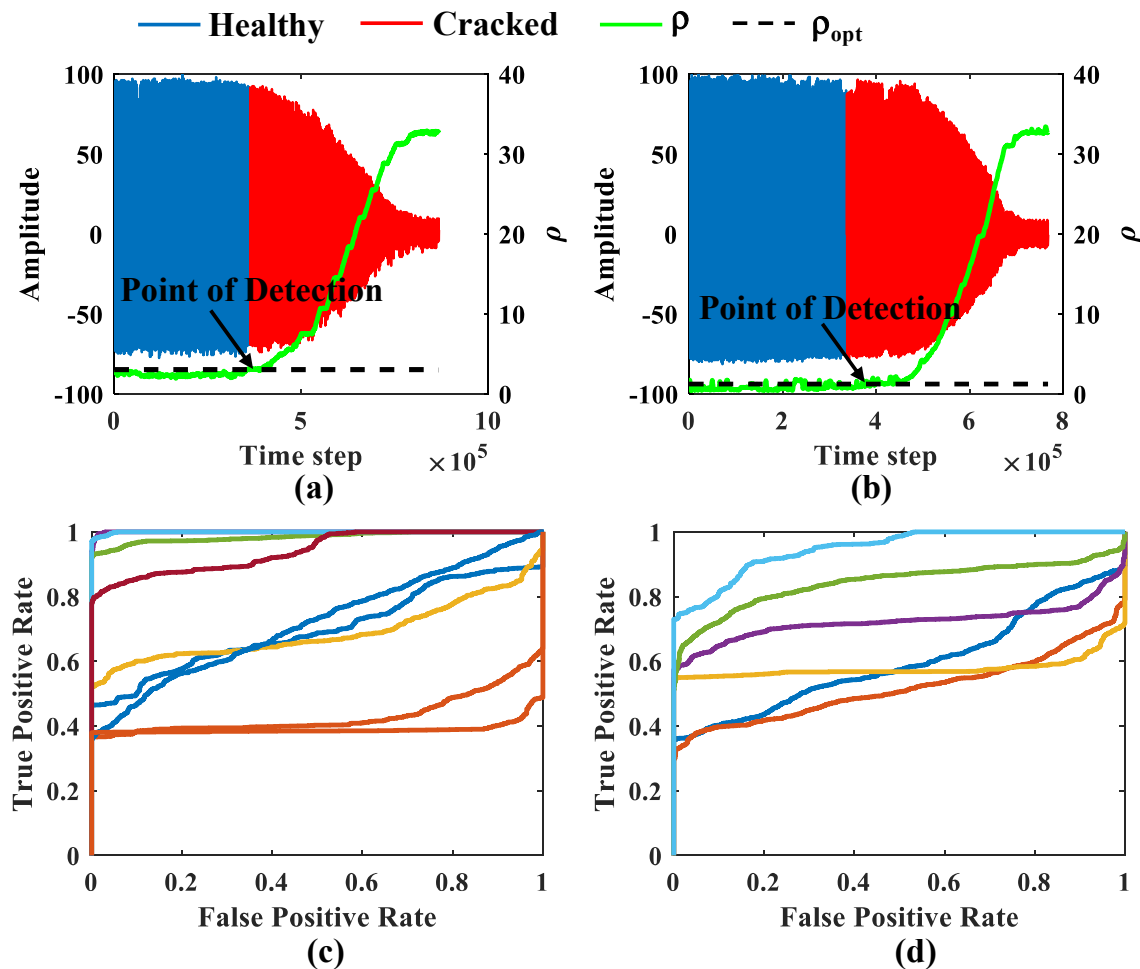 Healthy Cracked ρ ρopt
100 40 100 40
50 30 50 30
Amplitude 0 20 ρ Amplitude 0 20 ρ
Point of Detection Point of Detection
-50 10 -50 10
-100 0 -100 0
0 5 10 0 2 4 6 8
Time step ×10⁵ Time step ×10⁵
(a) (b)
1 1
0.8 0.8
0.6 0.6
True Positive Rate True Positive Rate
0.4 0.4
0.2 0.2
0 0
0 0.2 0.4 0.6 0.8 1 0 0.2 0.4 0.6 0.8 1
False Positive Rate False Positive Rate
(c) (d)